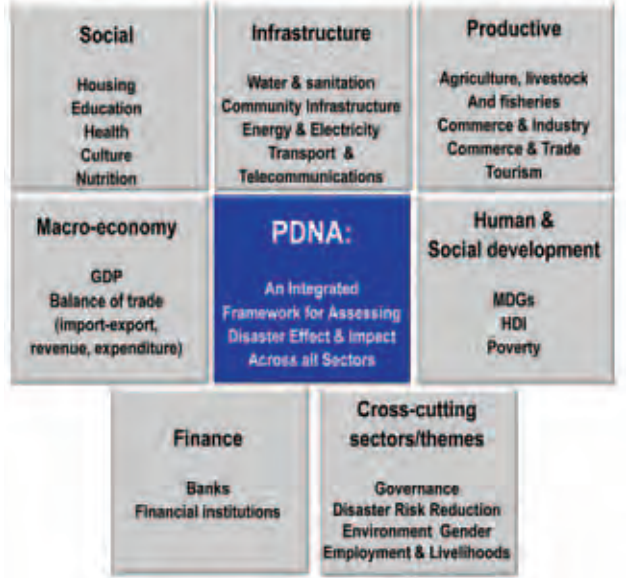 Social
Housing
Education
Health
Culture
Nutrition
Infrastructure
Water & sanitation
Community Infrastructure
Energy & Electricity
Transport &
Telecommunications
Productive
Agriculture, livestock
And fisheries
Commerce & Industry
Commerce & Trade
Tourism
Macro-economy
GDP
Balance of trade
(import-export,
revenue, expenditure)
PDNA:
An Integrated
Framework for Assessing
Disaster Effect & Impact
Across all Sectors
Human &
Social development
MDGs
HDI
Poverty
Finance
Banks
Financial institutions
Cross-cutting
sectors/themes
Governance
Disaster Risk Reduction
Environment Gender
Employment & Livelihoods